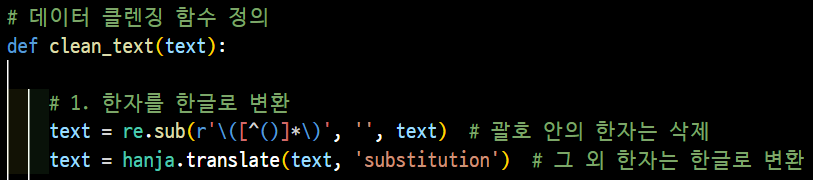 # 데이터 클렌징 함수 정의
def clean_text(text):
# 1. 한자를 한글로 변환
text = re.sub(r'\([^()]*\)', '', text)  # 괄호 안의 한자는 삭제
text = hanja.translate(text, 'substitution')  # 그 외 한자는 한글로 변환